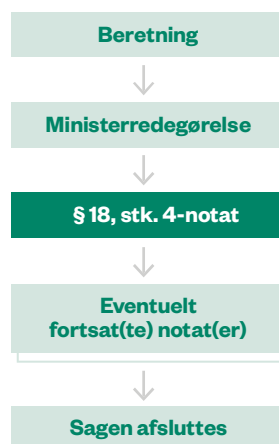 Beretning
Ministerredegørelse
§ 18, stk. 4-notat
Eventuelt
fortsat(te) notat(er)
Sagen afsluttes